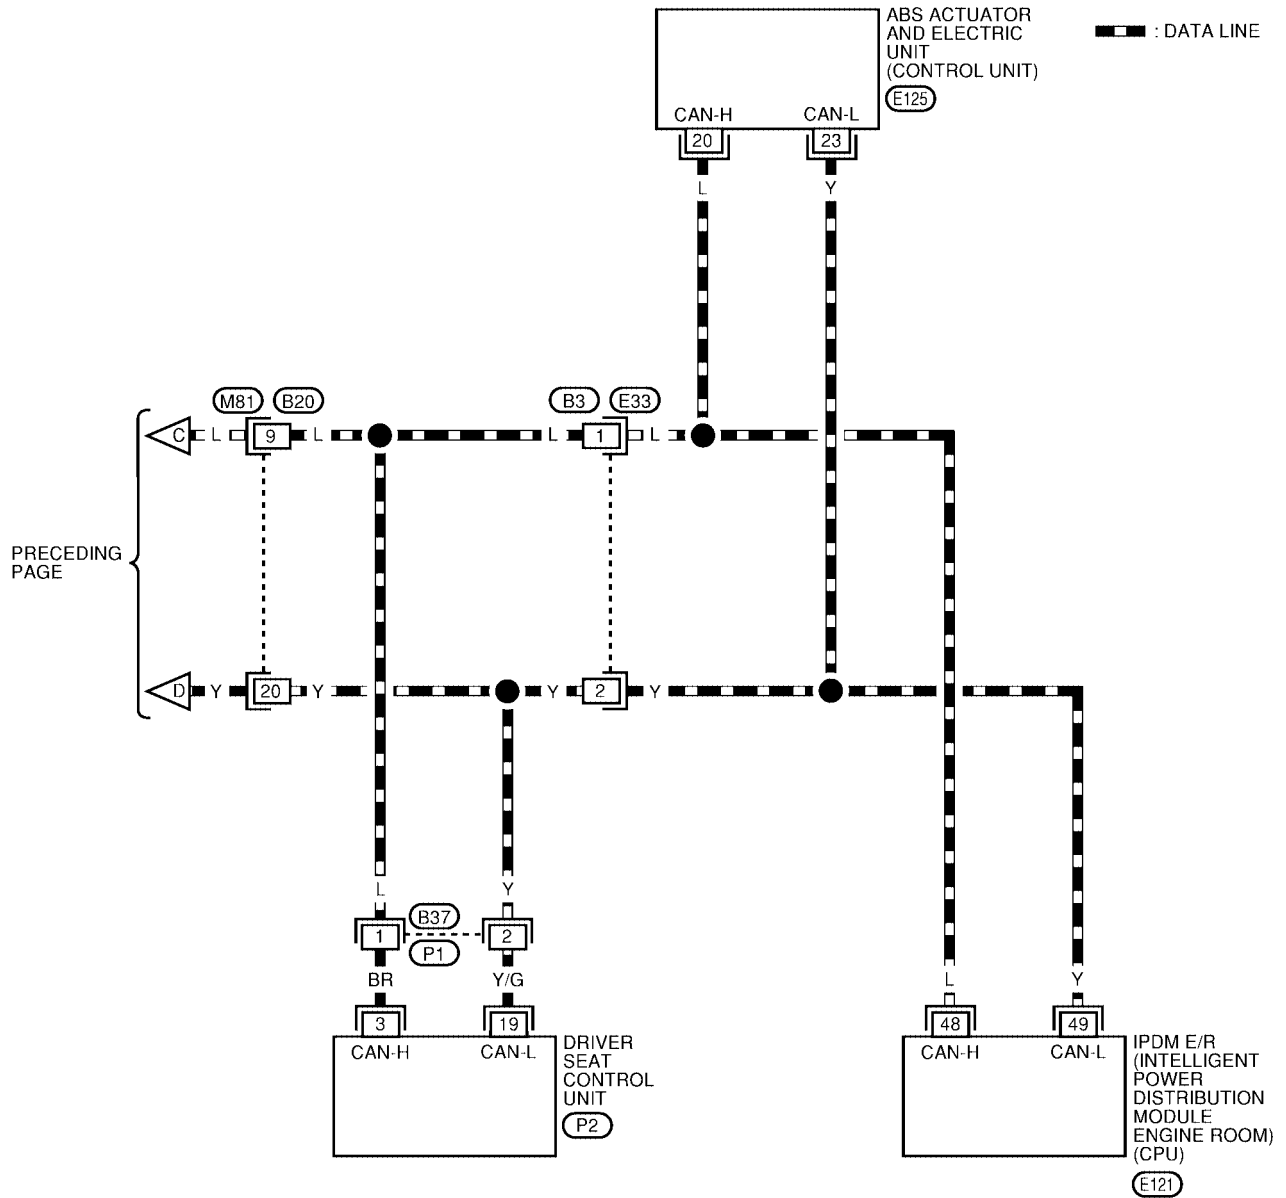 ABS ACTUATOR
AND ELECTRIC
UNIT
(CONTROL UNIT)
E125
: DATA LINE
CAN-H
CAN-L
20
23
L
Y
M81
B20
B3
E33
C
L
9
L
L
1
L
PRECEDING
PAGE
D
Y
20
Y
Y
2
Y
L
Y
B37
1
2
P1
BR
Y/G
3
19
CAN-H
CAN-L
DRIVER
SEAT
CONTROL
UNIT
P2
L
Y
48
49
CAN-H
CAN-L
IPDM E/R
(INTELLIGENT
POWER
DISTRIBUTION
MODULE
ENGINE ROOM)
(CPU)
E121